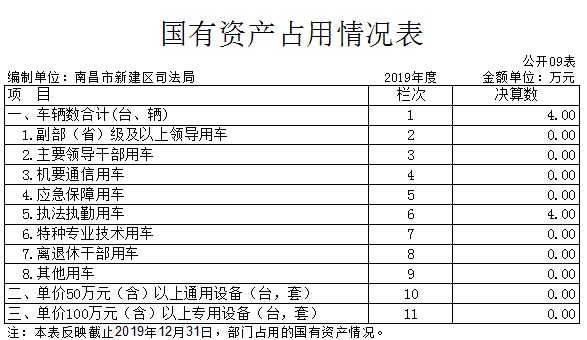 国有资产占用情况表
公开09表
编制单位：南昌市新建区司法局 2019年度 金额单位：万元
项 目 栏次 决算数
一、车辆数合计(台、辆) 1 4.00
1.副部（省）级及以上领导用车 2 0.00
2.主要领导干部用车 3 0.00
3.机要通信用车 4 0.00
4.应急保障用车 5 0.00
5.执法执勤用车 6 4.00
6.特种专业技术用车 7 0.00
7.离退休干部用车 8 0.00
8.其他用车 9 0.00
二、单价50万元（含）以上通用设备（台，套） 10 0.00
三、单价100万元（含）以上专用设备（台，套） 11 0.00
注：本表反映截止2019年12月31日，部门占用的国有资产情况。